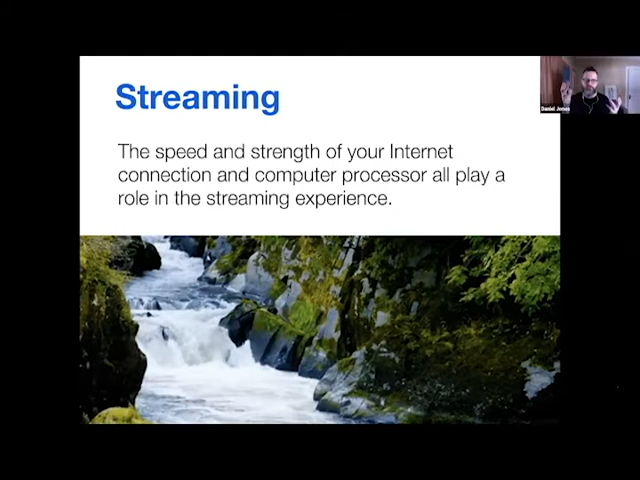 Streaming
The speed and strength of your Internet
connection and computer processor all play a
role in the streaming experience.
Daniel Jones